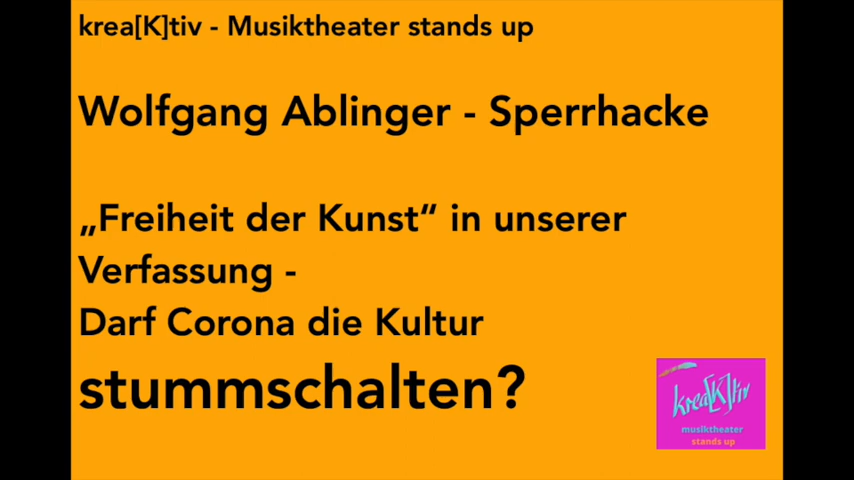 krea[K]tiv - Musiktheater stands up
Wolfgang Ablinger - Sperrhacke
„Freiheit der Kunst“ in unserer
Verfassung -
Darf Corona die Kultur
stummschalten?
krea[K]tiv
musiktheater
stands up